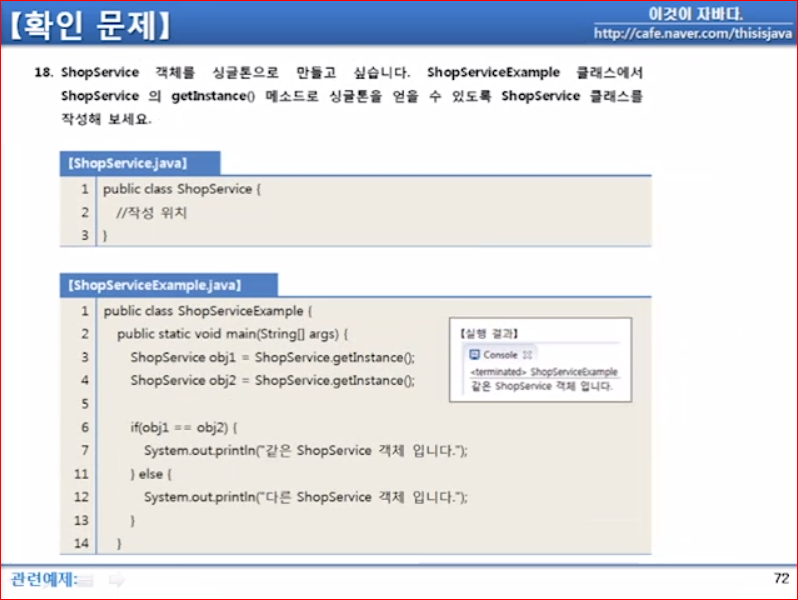 【확인 문제】
이것이 자바다.
http://cafe.naver.com/thisisjava
18. ShopService 객체를 싱글톤으로 만들고 싶습니다. ShopServiceExample 클래스에서
ShopService 의 getInstance() 메소드로 싱글톤을 얻을 수 있도록 ShopService 클래스를
작성해 보세요.
【ShopService.java】
1 public class ShopService {
2 //작성 위치
3 }
【ShopServiceExample.java】
1 public class ShopServiceExample {
2 public static void main(String[] args) {
3 ShopService obj1 = ShopService.getInstance();
4 ShopService obj2 = ShopService.getInstance();
5
6 if(obj1 == obj2) {
7 System.out.println("같은 ShopService 객체 입니다.");
11 } else {
12 System.out.println("다른 ShopService 객체 입니다.");
13 }
14 }
【실행 결과】
Console
<terminated> ShopServiceExample
같은 ShopService 객체 입니다.
관련예제:
72